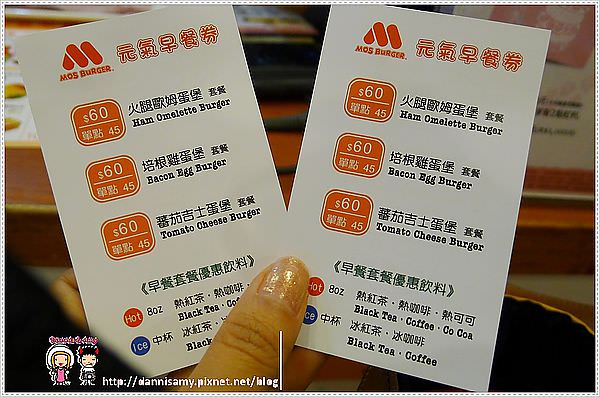 MOS BURGER 元氣早餐券
$60
單點 45
火腿歐姆蛋堡 套餐
Ham Omelette Burger
$60
單點 45
培根雞蛋堡 套餐
Bacon Egg Burger
$60
單點 45
蕃茄吉士蛋堡 套餐
Tomato Cheese Burger
《早餐套餐優惠飲料》
Hot 8oz 熱紅茶・熱咖啡
Black Tea・Co
Ice 中杯 冰紅茶・冰
Black
MOS BURGER 元氣早餐券
$60
單點 45
火腿歐姆蛋堡 套餐
Ham Omelette Burger
$60
單點 45
培根雞蛋堡 套餐
Bacon Egg Burger
$60
單點 45
蕃茄吉士蛋堡 套餐
Tomato Cheese Burger
《早餐套餐優惠飲料》
Hot 8oz 熱紅茶・熱咖啡・熱可可
Black Tea・Coffee・Co Coa
Ice 中杯 冰紅茶・冰咖啡
Black Tea・Coffee
http://dannisamy.pixnet.net/blog